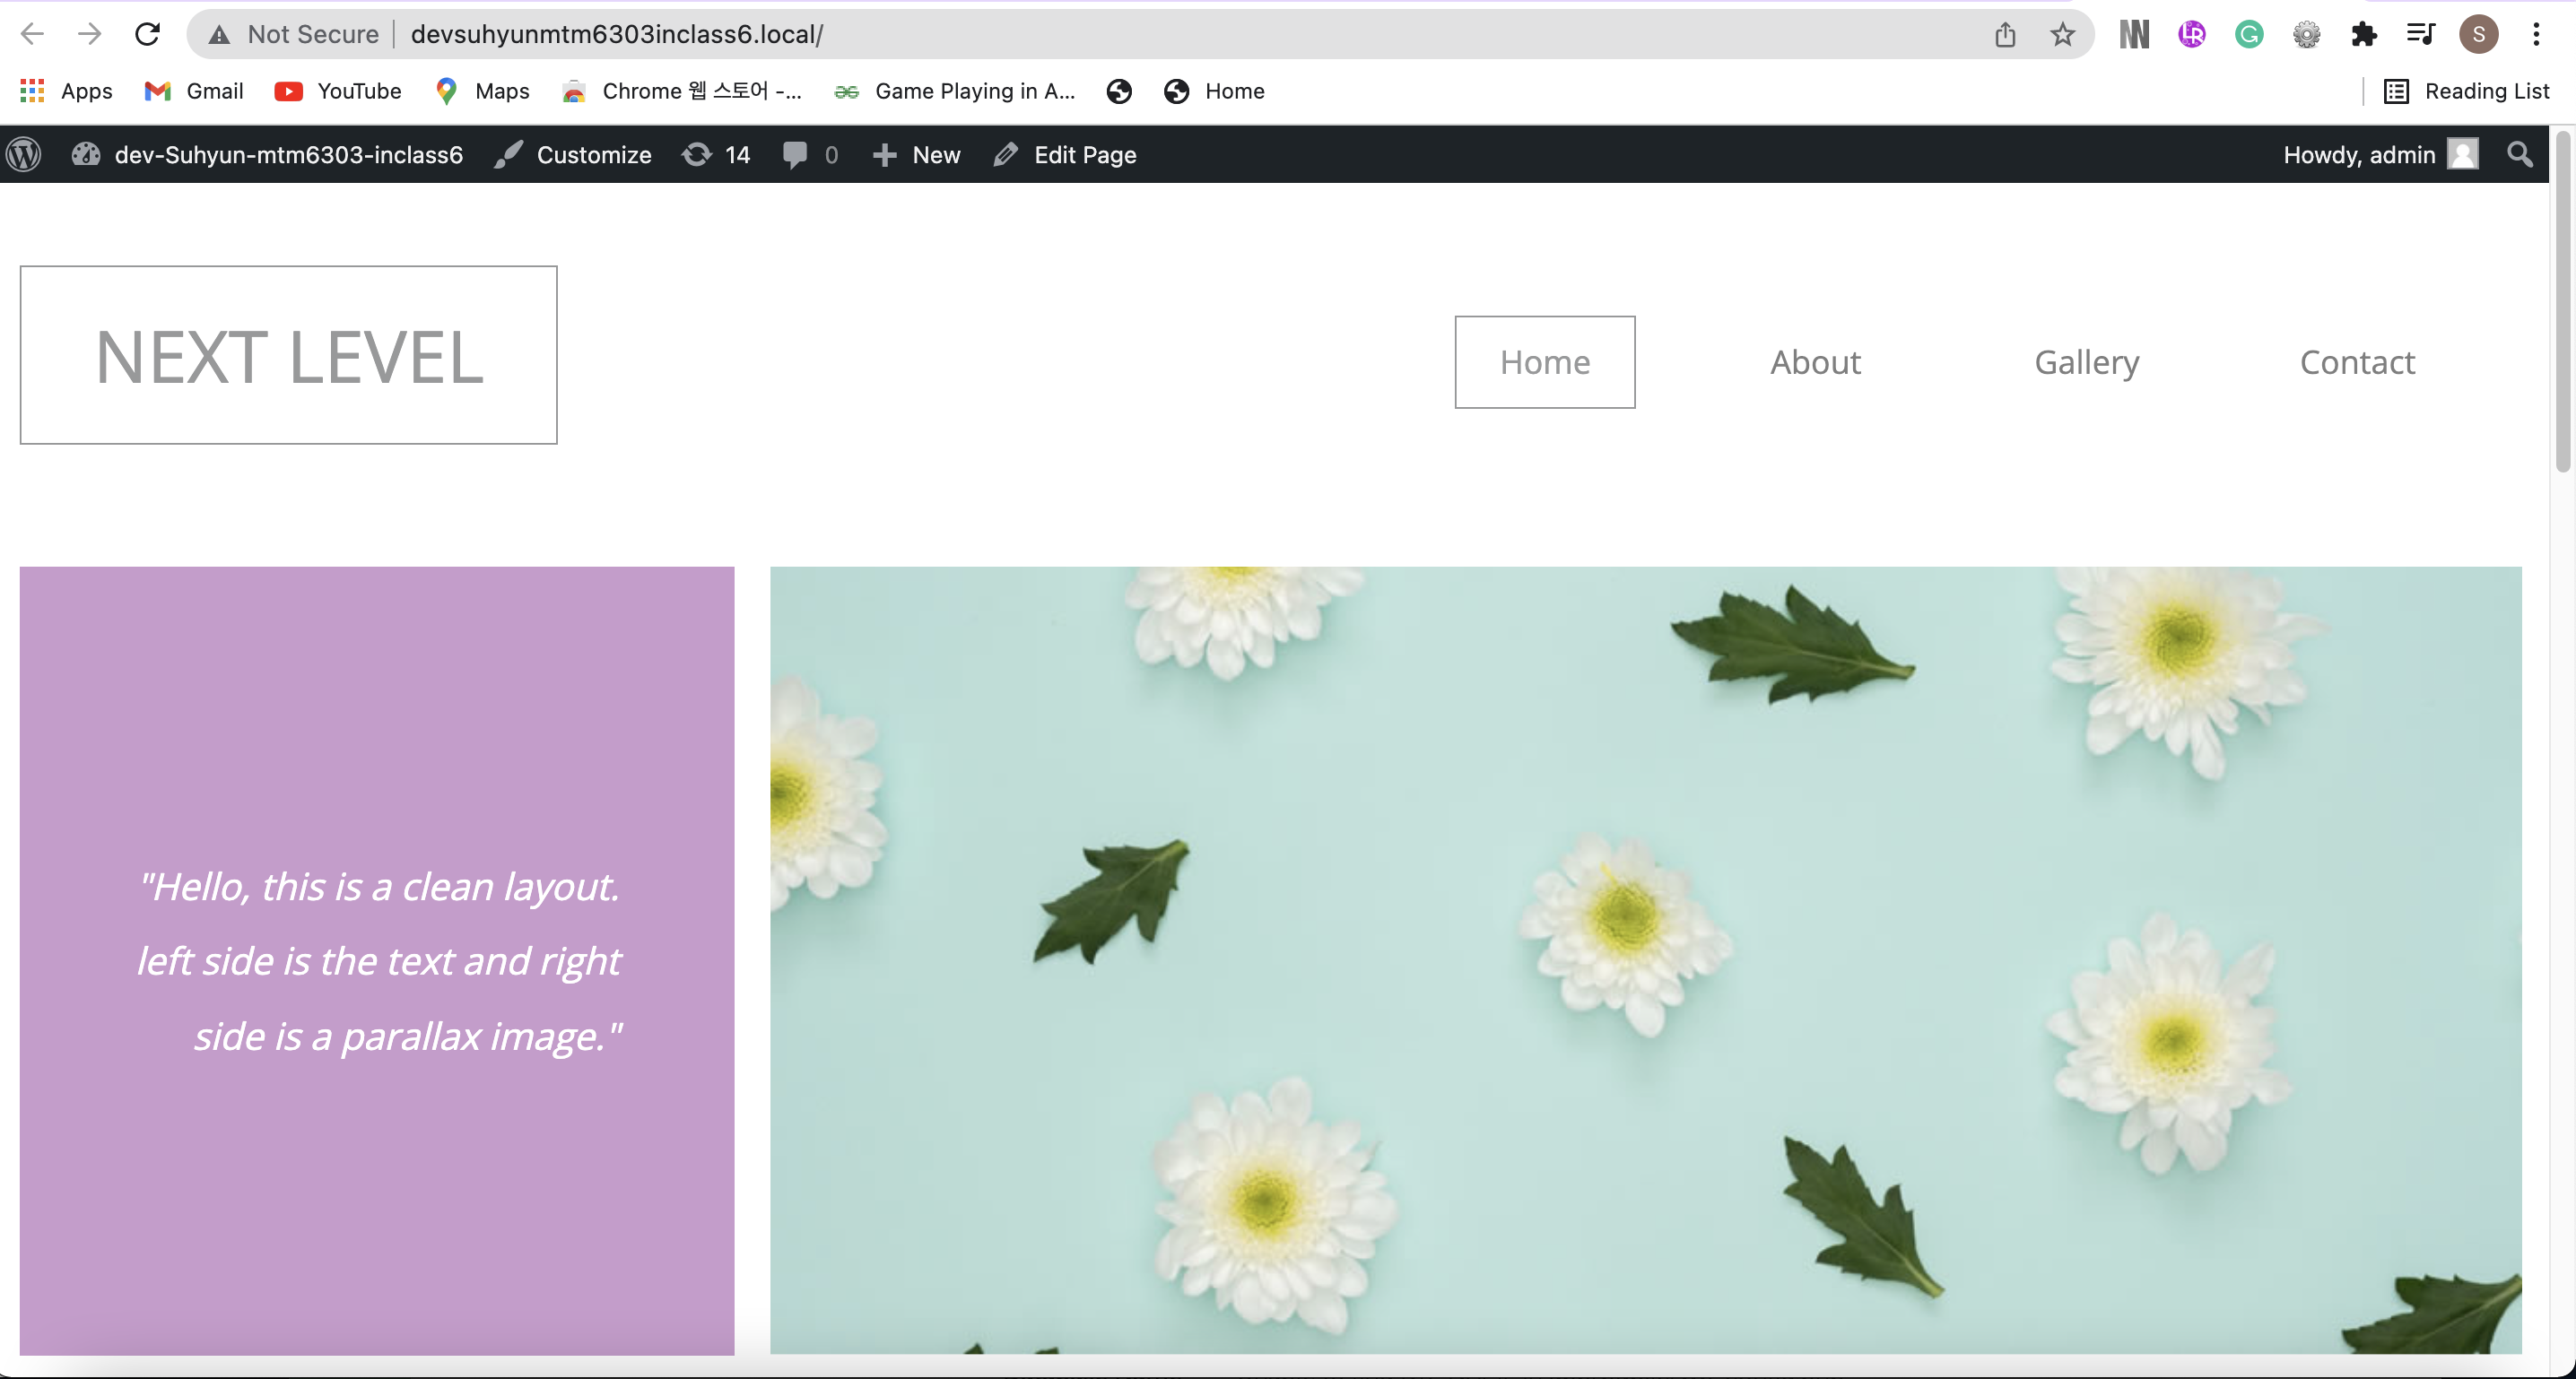 Not Secure devsuhyunmtm6303inclass6.local/
Apps Gmail YouTube Maps Chrome 웹 스토어 -... Game Playing in A... Home Reading List
dev-Suhyun-mtm6303-inclass6 Customize 14 0 New Edit Page Howdy, admin
NEXT LEVEL
Home About Gallery Contact
"Hello, this is a clean layout.
left side is the text and right
side is a parallax image."